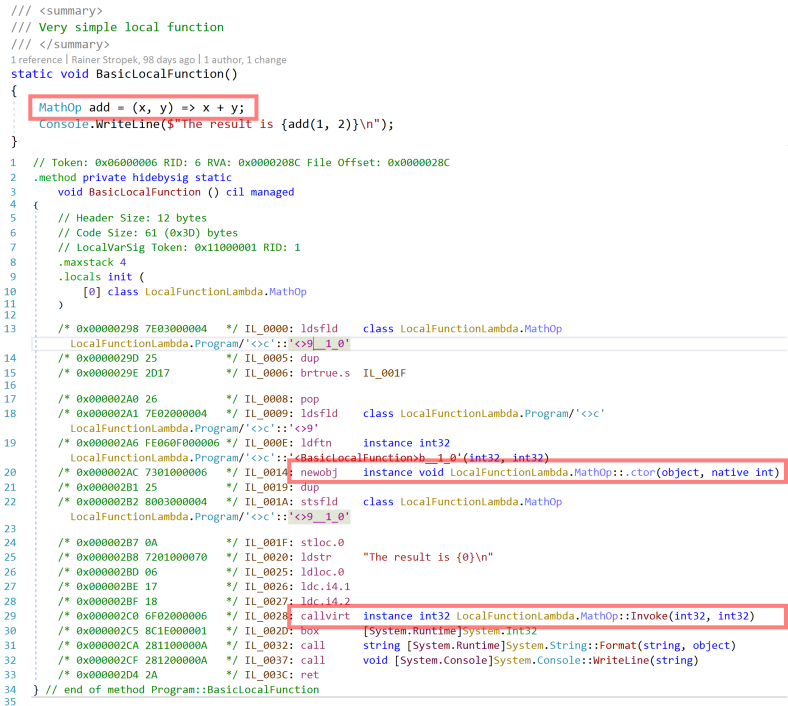 /// <summary>
/// Very simple local function
/// </summary>
1 reference | Rainer Stropek, 98 days ago | 1 author, 1 change
static void BasicLocalFunction()
{
MathOp add = (x, y) => x + y;
Console.WriteLine($"The result is {add(1, 2)}\n");
}
1 // Token: 0x06000006 RID: 6 RVA: 0x0000208C File Offset: 0x0000028C
2 .method private hidebysig static
3 void BasicLocalFunction () cil managed
4 {
5 // Header Size: 12 bytes
6 // Code Size: 61 (0x3D) bytes
7 // LocalVarSig Token: 0x11000001 RID: 1
8 .maxstack 4
9 .locals init (
10 [0] class LocalFunctionLambda.MathOp
11 )
12
13 /* 0x00000298 7E03000004 */ IL_0000: ldsfld class LocalFunctionLambda.MathOp
LocalFunctionLambda.Program/'<>c'::'<>9__1_0'
14 /* 0x0000029D 25 */ IL_0005: dup
15 /* 0x0000029E 2D17 */ IL_0006: brtrue.s IL_001F
16
17 /* 0x000002A0 26 */ IL_0008: pop
18 /* 0x000002A1 7E02000004 */ IL_0009: ldsfld class LocalFunctionLambda.Program/'<>c'
LocalFunctionLambda.Program/'<>c'::'<>9'
19 /* 0x000002A6 FE060F000006 */ IL_000E: ldftn instance int32
LocalFunctionLambda.Program/'<>c'::'<BasicLocalFunction>b__1_0'(int32, int32)
20 /* 0x000002AC 7301000006 */ IL_0014: newobj instance void LocalFunctionLambda.MathOp::.ctor(object, native int)
21 /* 0x000002B1 25 */ IL_0019: dup
22 /* 0x000002B2 8003000004 */ IL_001A: stsfld class LocalFunctionLambda.MathOp
LocalFunctionLambda.Program/'<>c'::'<>9__1_0'
23
24 /* 0x000002B7 0A */ IL_001F: stloc.0
25 /* 0x000002B8 7201000070 */ IL_0020: ldstr "The result is {0}\n"
26 /* 0x000002BD 06 */ IL_0025: ldloc.0
27 /* 0x000002BE 17 */ IL_0026: ldc.i4.1
28 /* 0x000002BF 18 */ IL_0027: ldc.i4.2
29 /* 0x000002C0 6F02000006 */ IL_0028: callvirt instance int32 LocalFunctionLambda.MathOp::Invoke(int32, int32)
30 /* 0x000002C5 8C1E000001 */ IL_002D: box [System.Runtime]System.Int32
31 /* 0x000002CA 281100000A */ IL_0032: call string [System.Runtime]System.String::Format(string, object)
32 /* 0x000002CF 281200000A */ IL_0037: call void [System.Console]System.Console::WriteLine(string)
33 /* 0x000002D4 2A */ IL_003C: ret
34 } // end of method Program::BasicLocalFunction
35